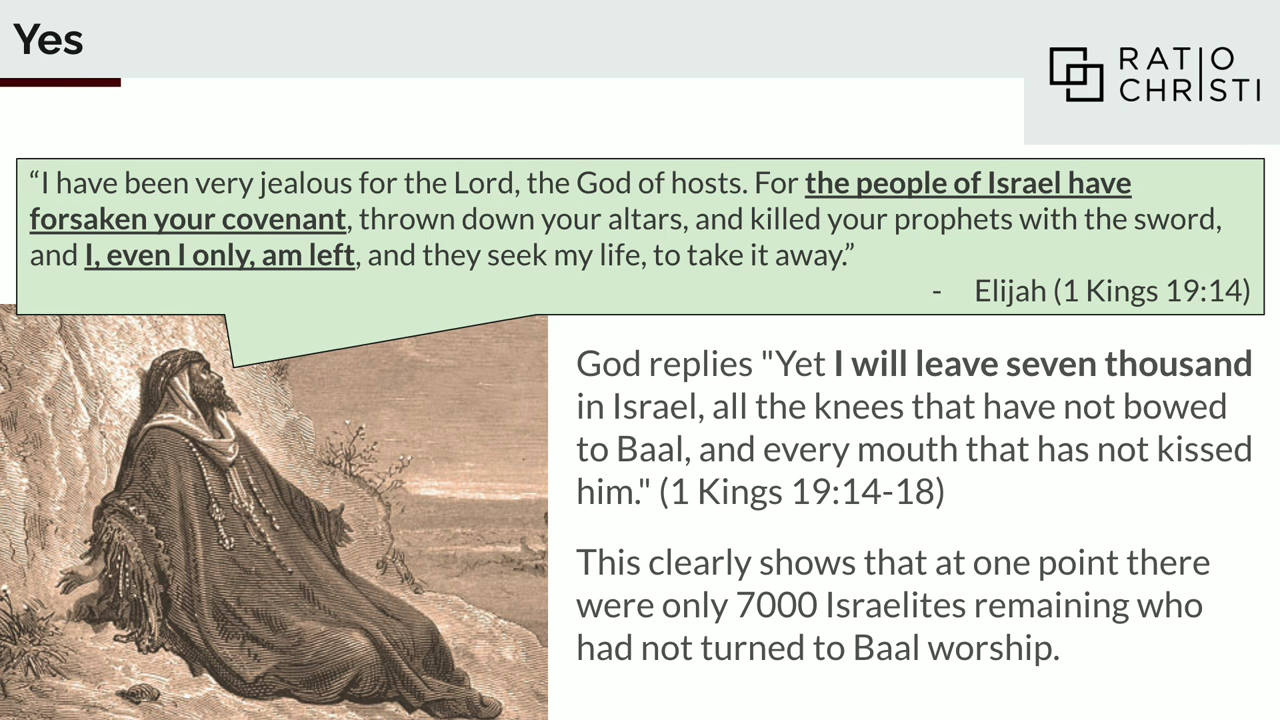 Yes
RATIO
CHRISTI
“I have been very jealous for the Lord, the God of hosts. For the people of Israel have
forsaken your covenant, thrown down your altars, and killed your prophets with the sword,
and I, even I only, am left, and they seek my life, to take it away.”
- Elijah (1 Kings 19:14)
God replies "Yet I will leave seven thousand
in Israel, all the knees that have not bowed
to Baal, and every mouth that has not kissed
him." (1 Kings 19:14-18)
This clearly shows that at one point there
were only 7000 Israelites remaining who
had not turned to Baal worship.